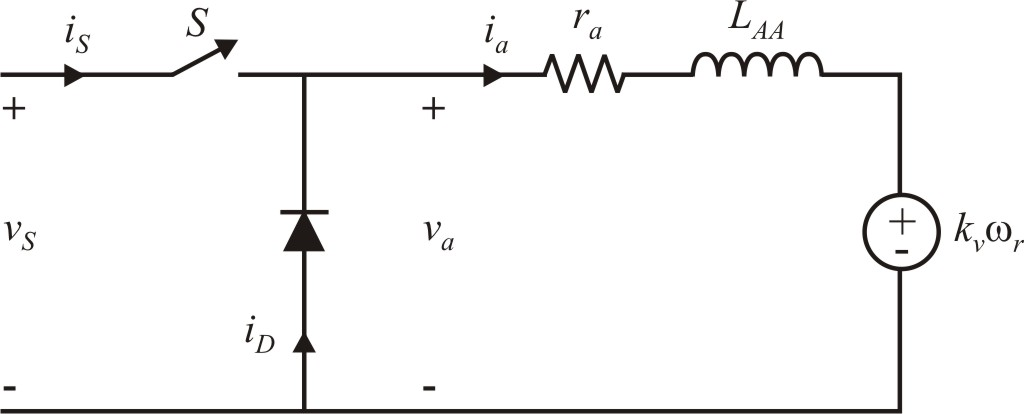 i_S S i_a r_a L_AA
+ +
v_S v_a + - k_vω_r
i_D
- -